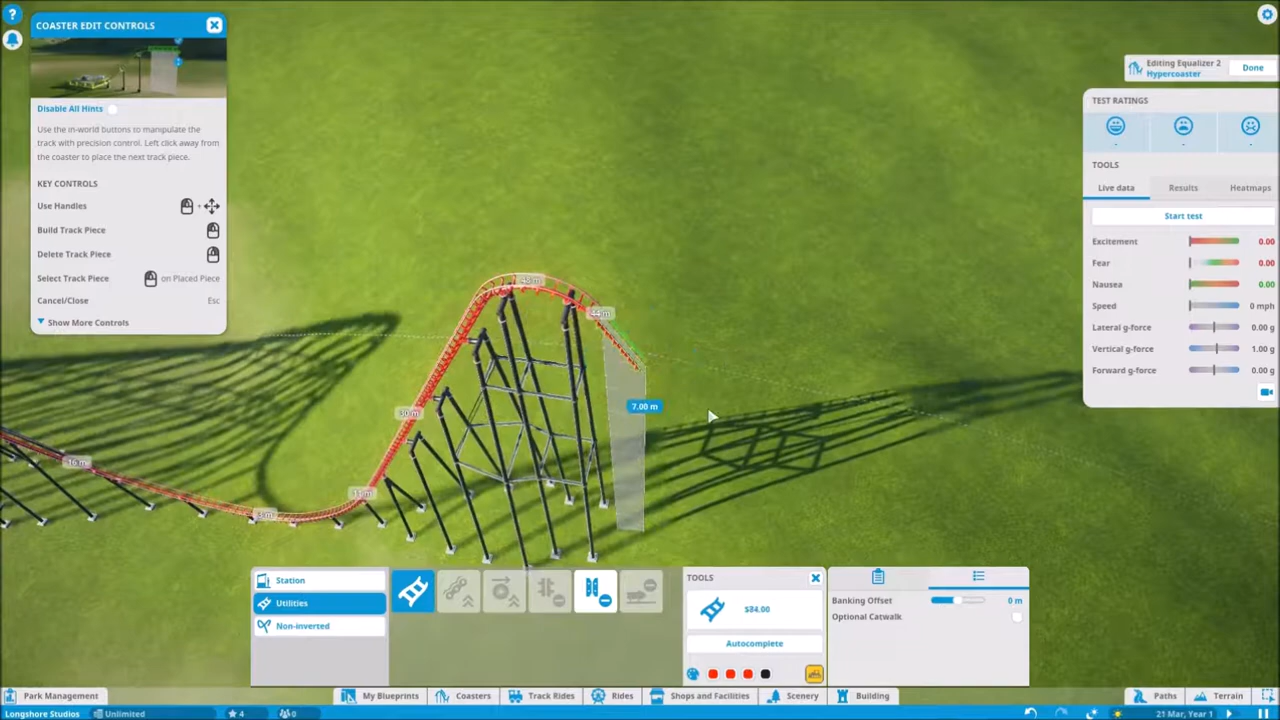 ?
COASTER EDIT CONTROLS
Disable All Hints
Use the in-world buttons to manipulate the
track with precision control. Left click away from
the coaster to place the next track piece.
KEY CONTROLS
Use Handles
+
Build Track Piece
Delete Track Piece
Select Track Piece
on Placed Piece
Cancel/Close
Esc
Show More Controls
Editing Equalizer 2
Hypercoaster
Done
TEST RATINGS
-
-
-
TOOLS
Live data
Results
Heatmaps
Start test
Excitement
0.00
Fear
0.00
Nausea
0.00
Speed
0 mph
Lateral g-force
0.00 g
Vertical g-force
1.00 g
Forward g-force
0.00 g
44 m
7.00 m
30 m
16 m
Station
Utilities
Non-inverted
TOOLS
$84.00
Autocomplete
Banking Offset
0 m
Optional Catwalk
Park Management
My Blueprints
Coasters
Track Rides
Rides
Shops and Facilities
Scenery
Building
Paths
Terrain
Longshore Studios
Unlimited
4
0
21 Mar, Year 1